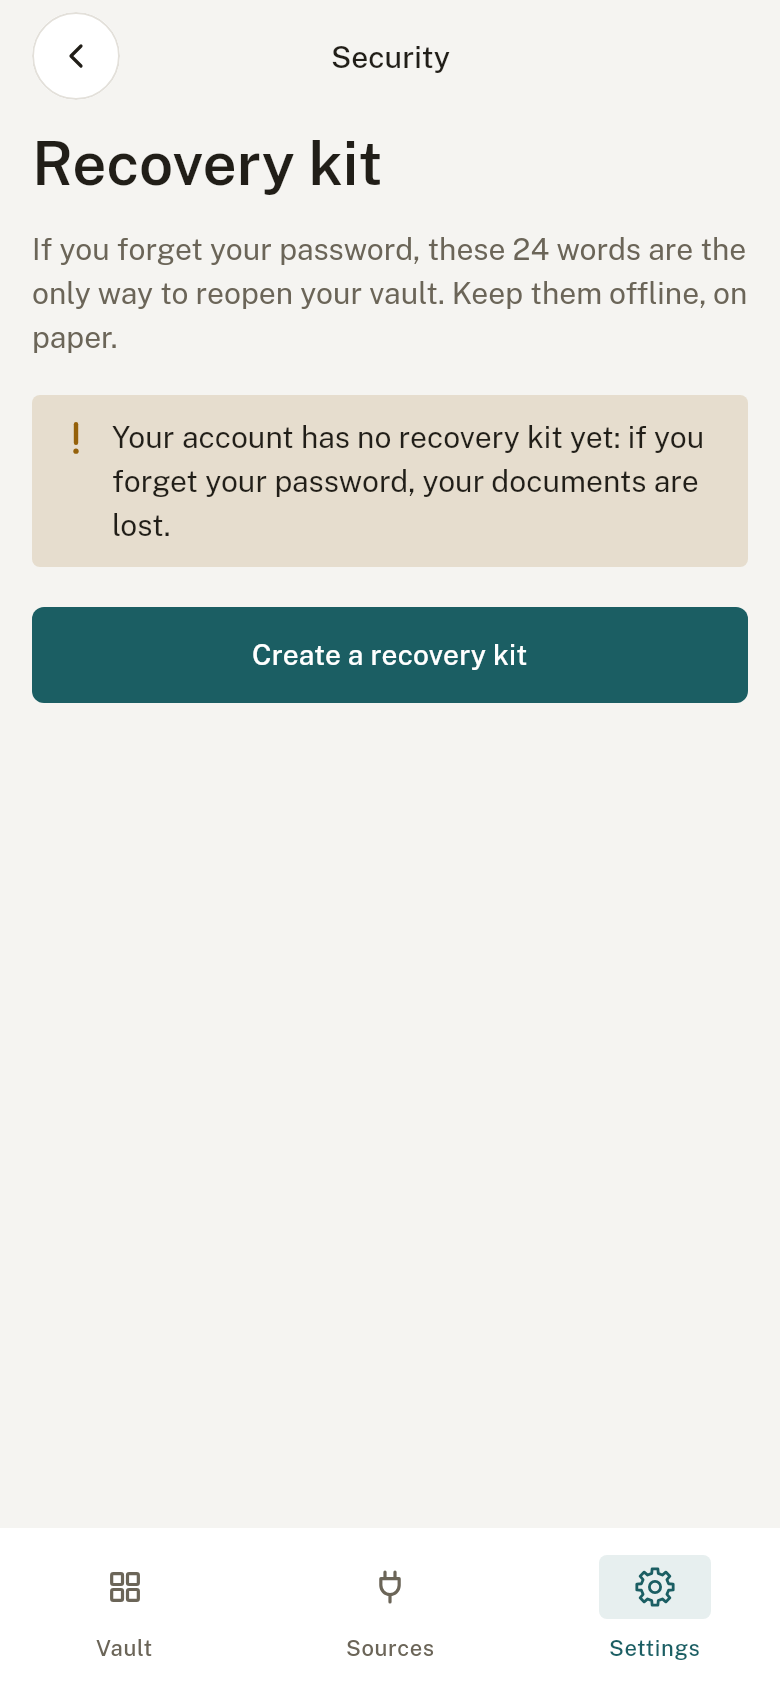 Security
Recovery kit
If you forget your password, these 24 words are the
only way to reopen your vault. Keep them offline, on
paper.
Your account has no recovery kit yet: if you
forget your password, your documents are
lost.
Create a recovery kit
Vault
Sources
Settings